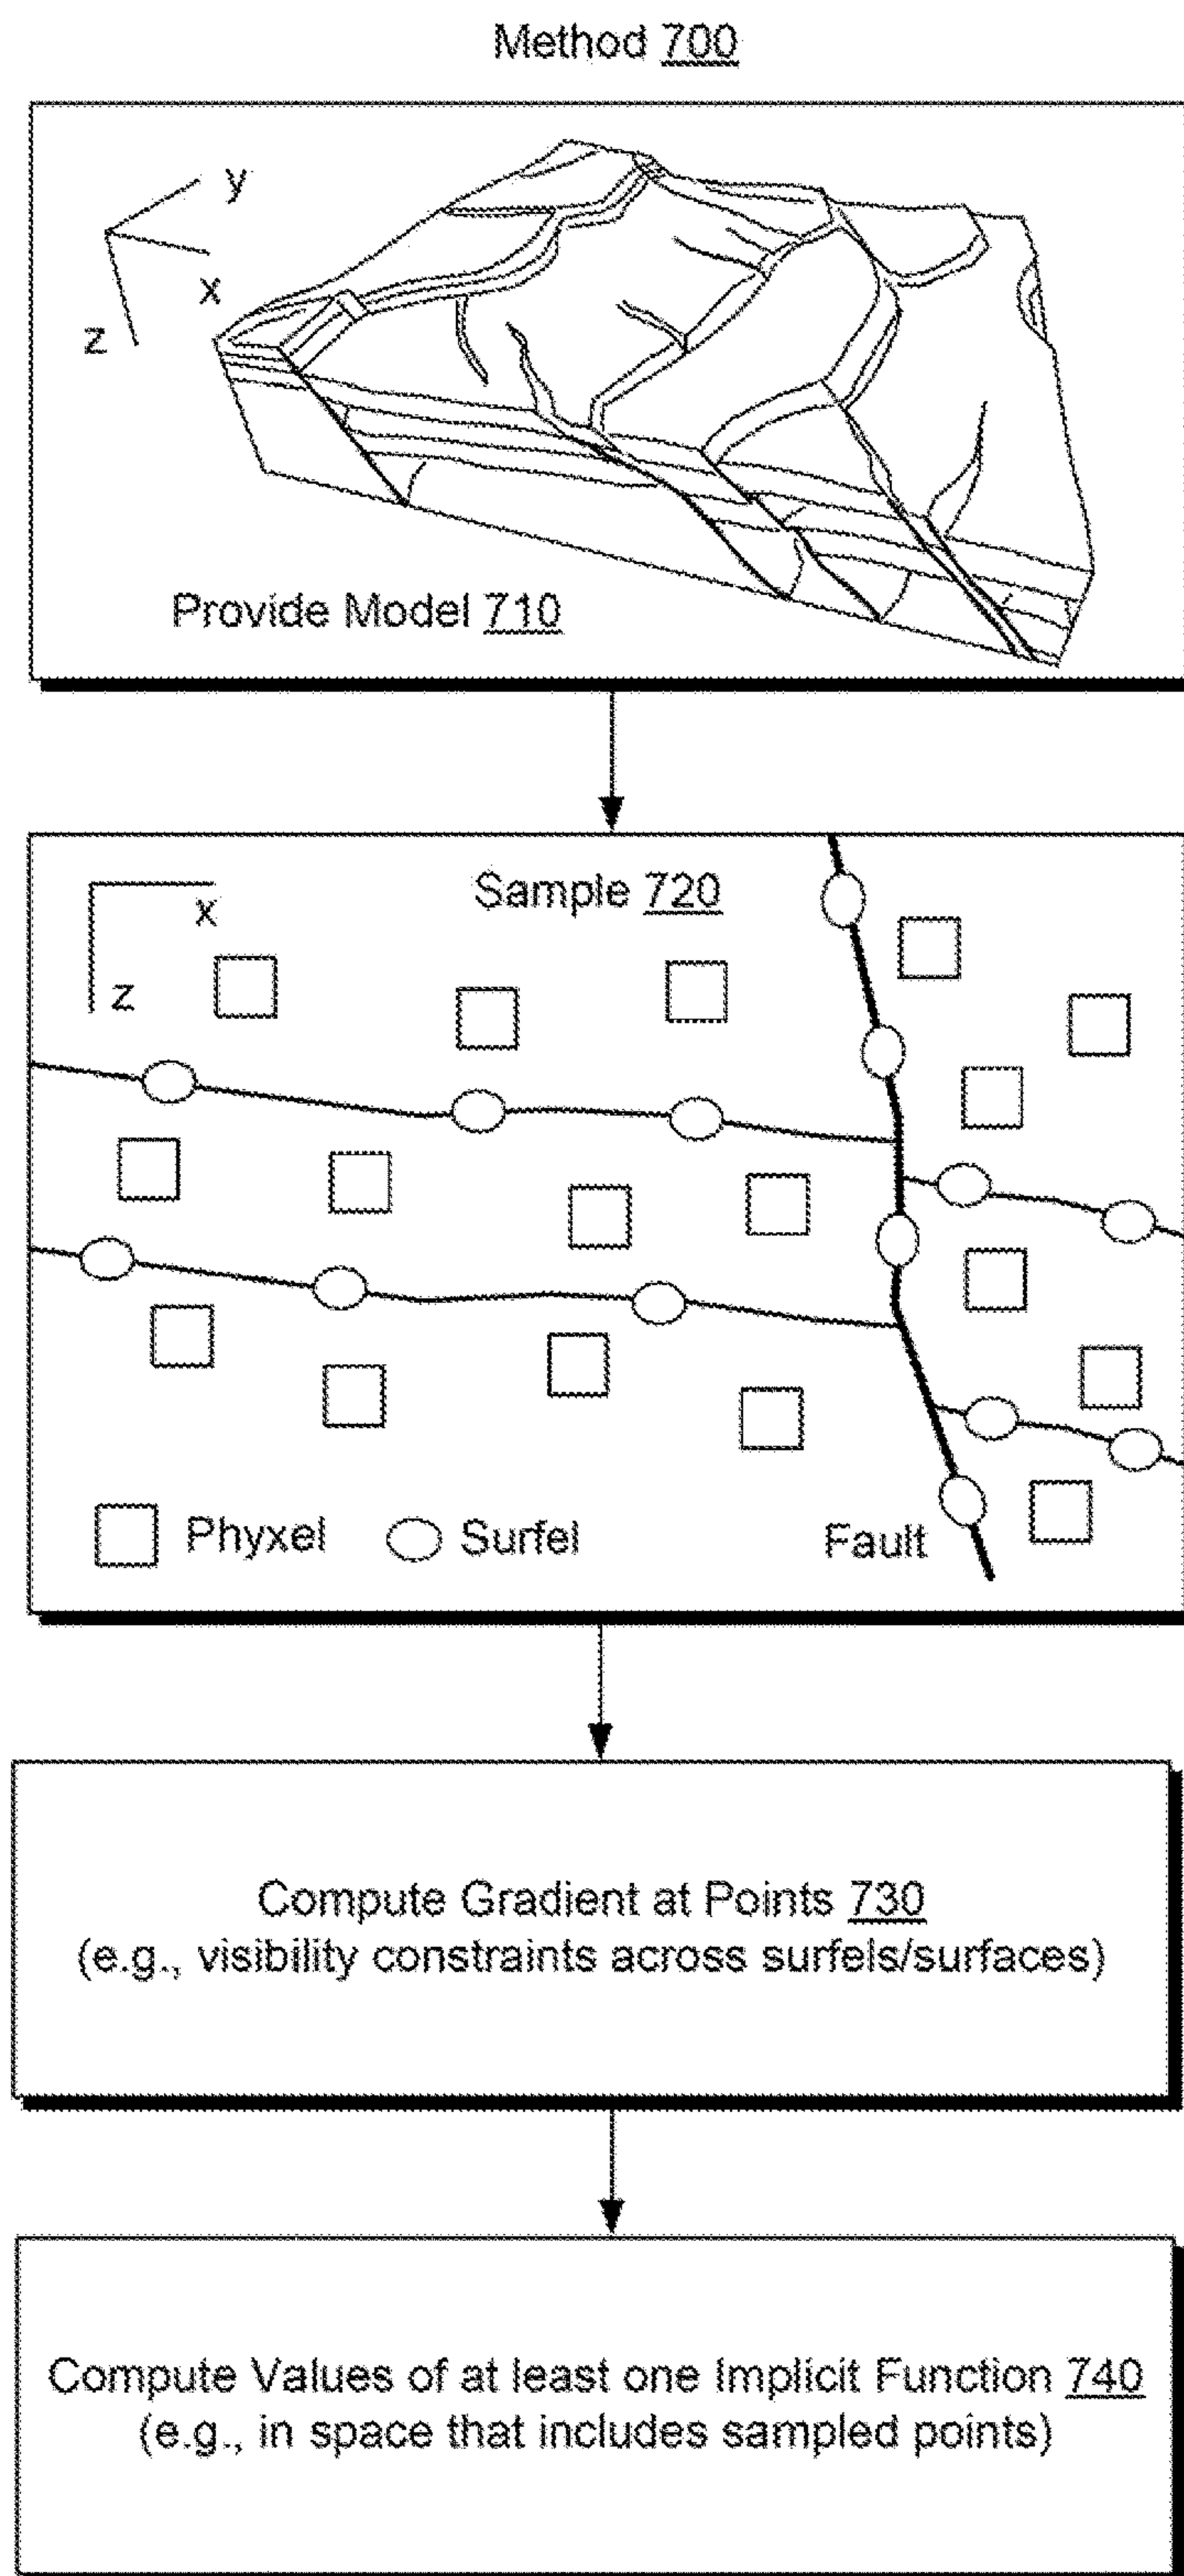 Method 700
y
x
z
Provide Model 710
Sample 720
x
z
Phyxel
Surfel
Fault
Compute Gradient at Points 730
(e.g., visibility constraints across surfels/surfaces)
Compute Values of at least one Implicit Function 740
(e.g., in space that includes sampled points)